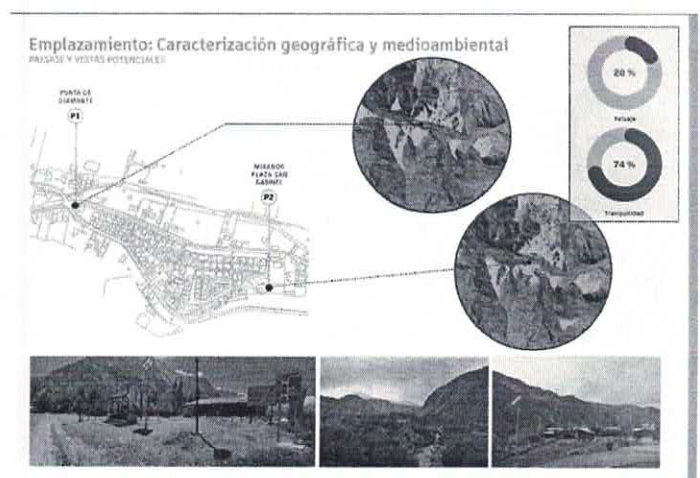 Emplazamiento: Caracterización geográfica y medioambiental
PAISAJE Y VISTAS POTENCIALES
PUNTA DE
DIAMANTE
P1
MIRADOR
PLAZA SAN
GABRIEL
P2
20 %
Paisaje
74 %
Tranquilidad